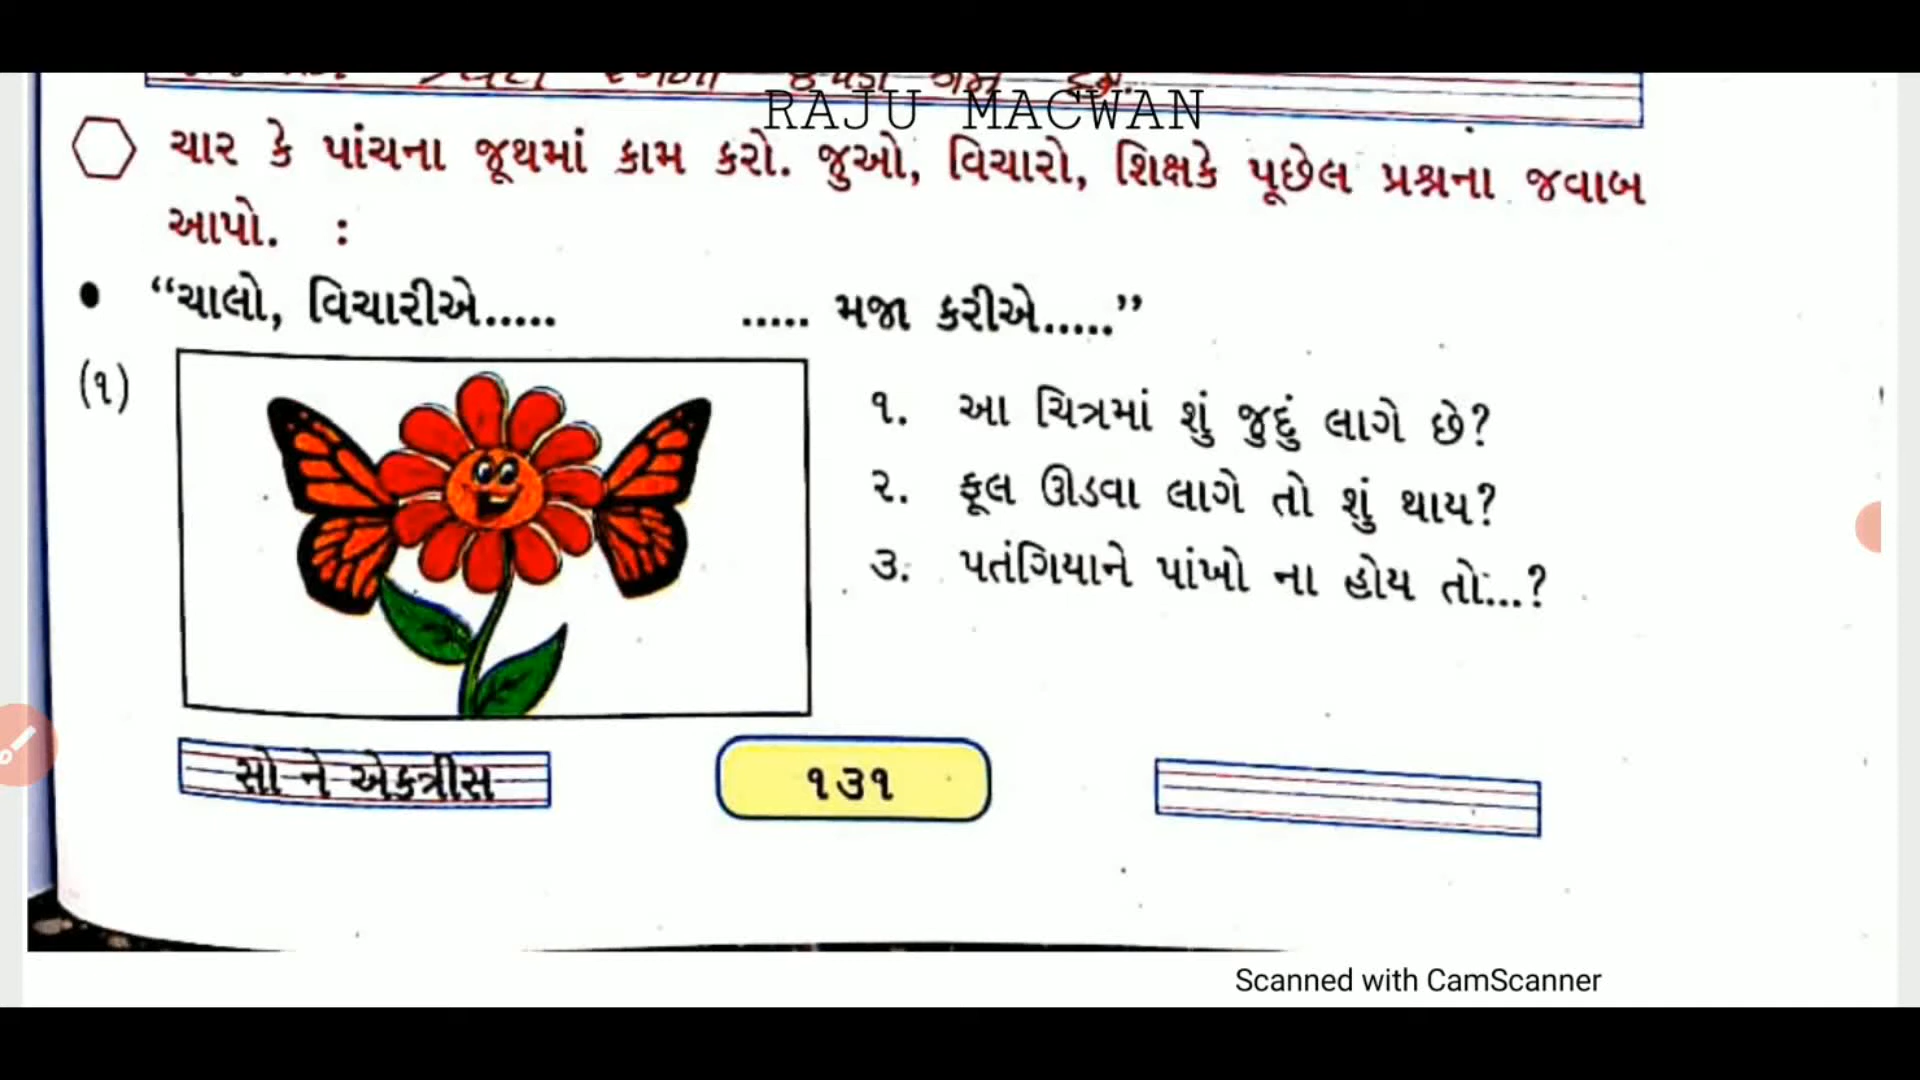 RAJU MACWAN
ચાર કે પાંચના જૂથમાં કામ કરો. જુઓ, વિચારો, શિક્ષકે પૂછેલ પ્રશ્નના જવાબ
આપો. :
• “ચાલો, વિચારીએ..... ..... મજા કરીએ.....”
(૧)
૧. આ ચિત્રમાં શું જુદું લાગે છે?
૨. ફૂલ ઊડવા લાગે તો શું થાય?
૩. પતંગિયાને પાંખો ના હોય તો...?
સો ને એકત્રીસ
૧૩૧
Scanned with CamScanner